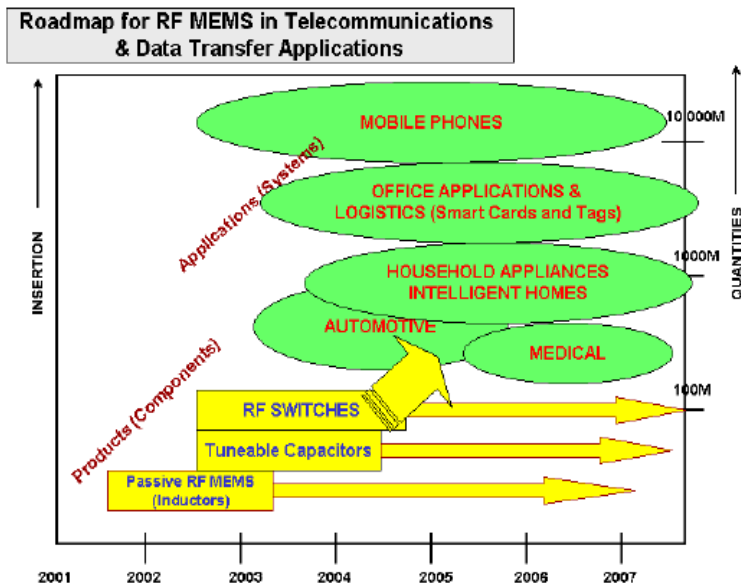 Roadmap for RF MEMS in Telecommunications
& Data Transfer Applications
INSERTION
QUANTITIES
Applications (Systems)
Products (Components)
MOBILE PHONES
10 000M
OFFICE APPLICATIONS &
LOGISTICS (Smart Cards and Tags)
1000M
HOUSEHOLD APPLIANCES
INTELLIGENT HOMES
AUTOMOTIVE
MEDICAL
100M
RF SWITCHES
Tuneable Capacitors
Passive RF MEMS
(Inductors)
2001 2002 2003 2004 2005 2006 2007